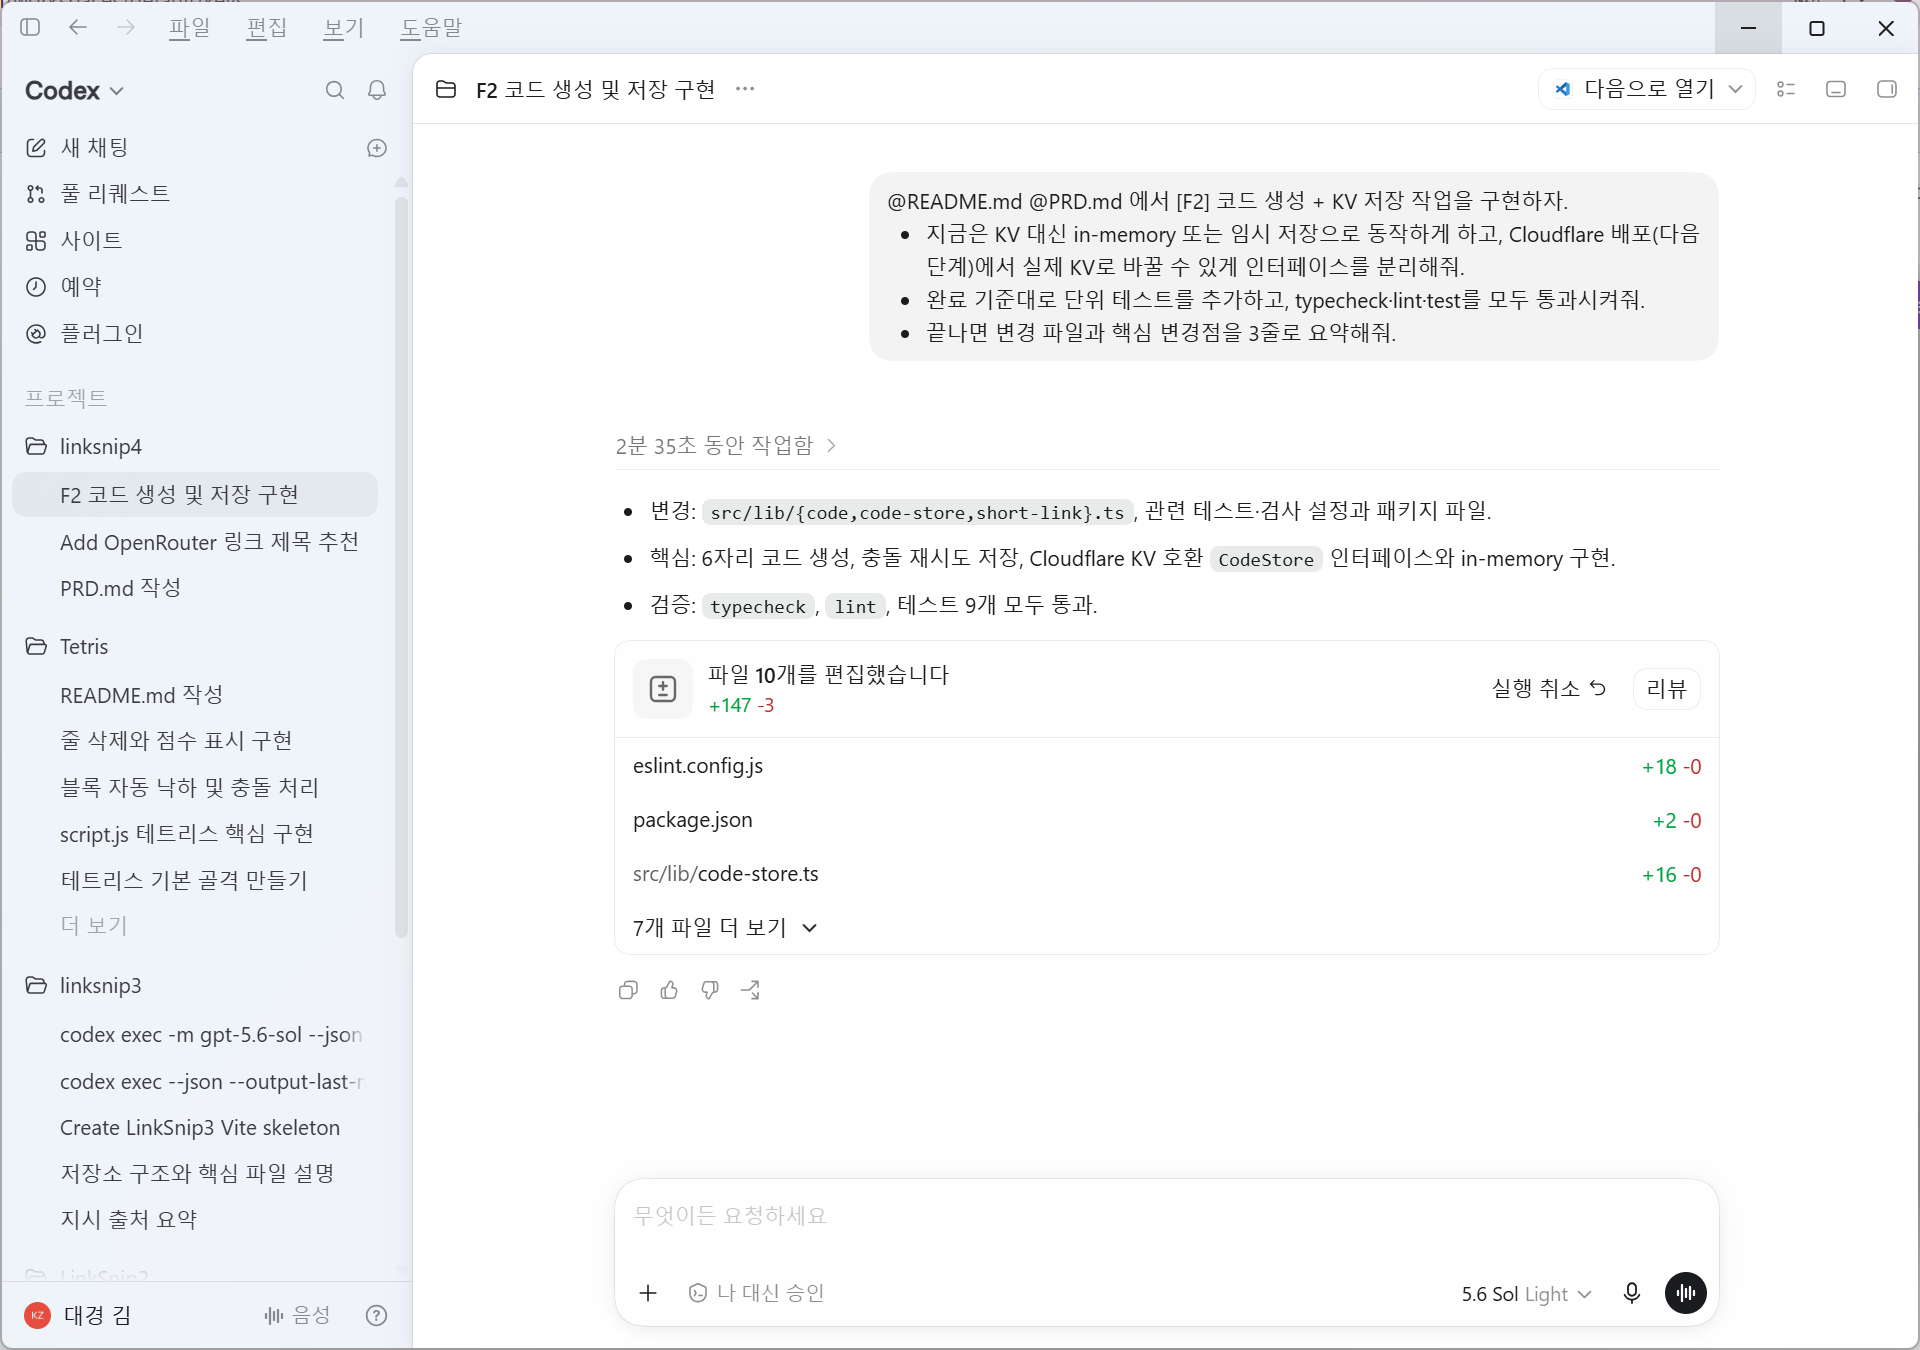 파일 편집 보기 도움말
Codex
새 채팅
풀 리퀘스트
사이트
예약
플러그인
프로젝트
linksnip4
F2 코드 생성 및 저장 구현
Add OpenRouter 링크 제목 추천
PRD.md 작성
Tetris
README.md 작성
줄 삭제와 점수 표시 구현
블록 자동 낙하 및 충돌 처리
script.js 테트리스 핵심 구현
테트리스 기본 골격 만들기
더 보기
linksnip3
codex exec -m gpt-5.6-sol --json
codex exec --json --output-last-
Create LinkSnip3 Vite skeleton
저장소 구조와 핵심 파일 설명
지시 출처 요약
LinkSnip2
KZ 대경 김 음성
F2 코드 생성 및 저장 구현 ···
다음으로 열기
@README.md @PRD.md 에서 [F2] 코드 생성 + KV 저장 작업을 구현하자.
• 지금은 KV 대신 in-memory 또는 임시 저장으로 동작하게 하고, Cloudflare 배포(다음
단계)에서 실제 KV로 바꿀 수 있게 인터페이스를 분리해줘.
• 완료 기준대로 단위 테스트를 추가하고, typecheck·lint·test를 모두 통과시켜줘.
• 끝나면 변경 파일과 핵심 변경점을 3줄로 요약해줘.
2분 35초 동안 작업함
• 변경: src/lib/{code,code-store,short-link}.ts, 관련 테스트·검사 설정과 패키지 파일.
• 핵심: 6자리 코드 생성, 충돌 재시도 저장, Cloudflare KV 호환 CodeStore 인터페이스와 in-memory 구현.
• 검증: typecheck, lint, 테스트 9개 모두 통과.
파일 10개를 편집했습니다
+147 -3
실행 취소 리뷰
eslint.config.js +18 -0
package.json +2 -0
src/lib/code-store.ts +16 -0
7개 파일 더 보기
무엇이든 요청하세요
나 대신 승인
5.6 Sol Light